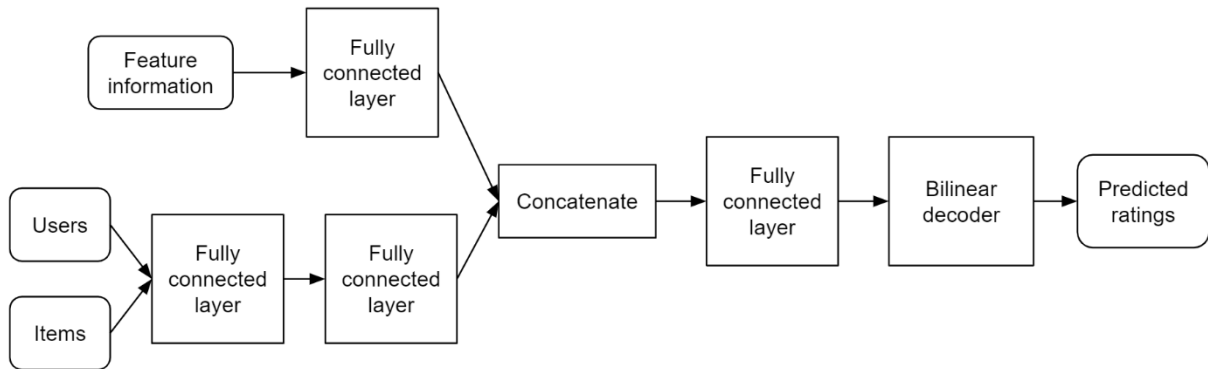 Feature
information
Fully
connected
layer
Users
Items
Fully
connected
layer
Fully
connected
layer
Concatenate
Fully
connected
layer
Bilinear
decoder
Predicted
ratings